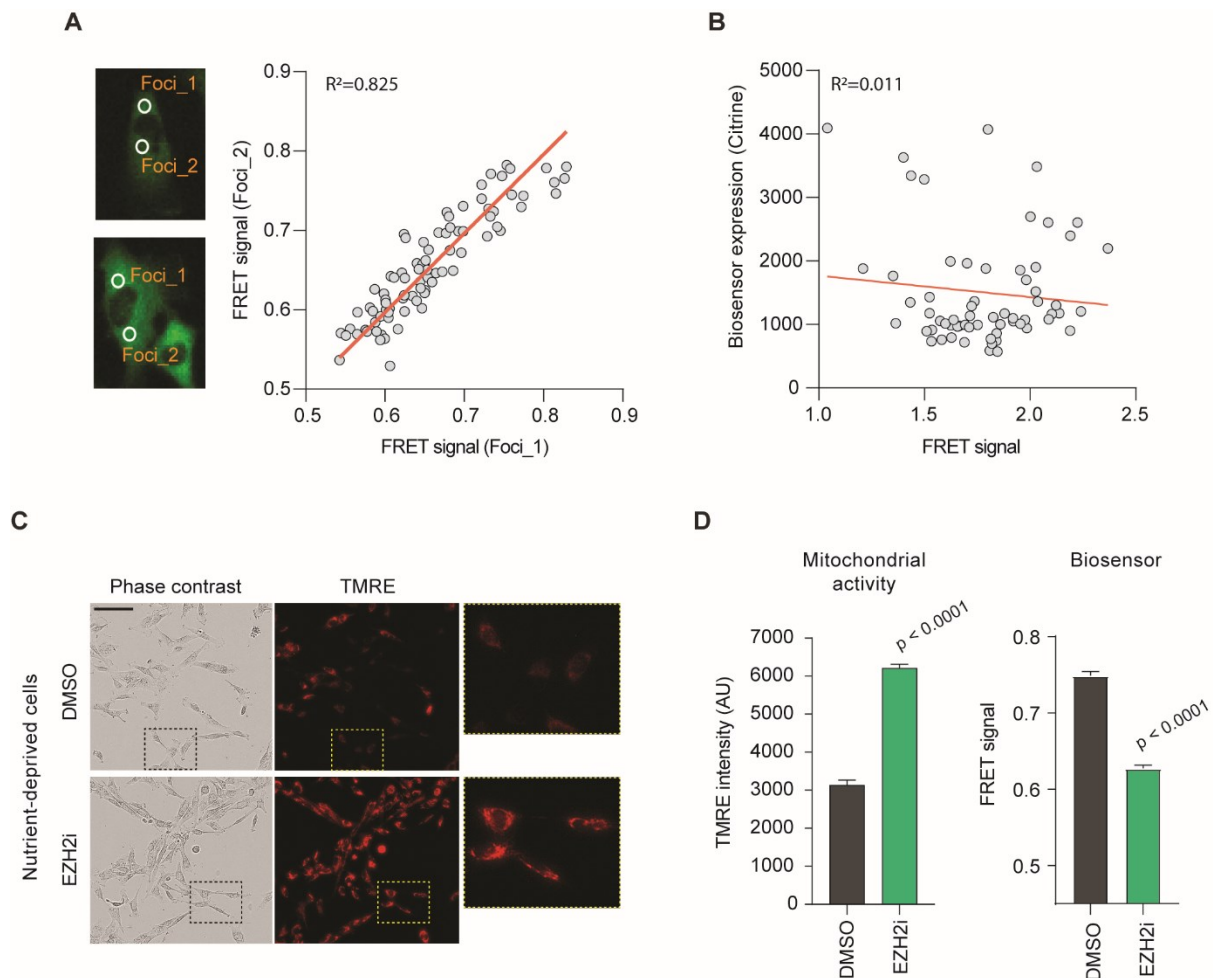 A
Foci_1
Foci_2
Foci_1
Foci_2
R²=0.825
FRET signal (Foci_2)
0.9
0.8
0.7
0.6
0.5
0.5 0.6 0.7 0.8 0.9
FRET signal (Foci_1)
B
R²=0.011
Biosensor expression (Citrine)
5000
4000
3000
2000
1000
0
1.0 1.5 2.0 2.5
FRET signal
C
Phase contrast TMRE
Nutrient-deprived cells
DMSO
EZH2i
D
Mitochondrial
activity
p < 0.0001
TMRE intensity (AU)
7000
6000
5000
4000
3000
2000
1000
0
DMSO
EZH2i
Biosensor
p < 0.0001
FRET signal
0.8
0.7
0.6
0.5
DMSO
EZH2i